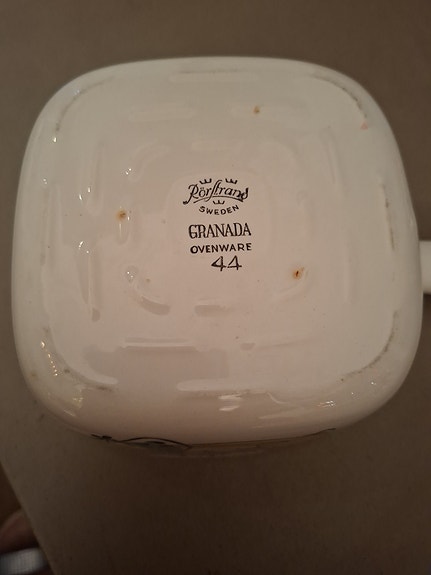 Rörstrand
SWEDEN
GRANADA
OVENWARE
44